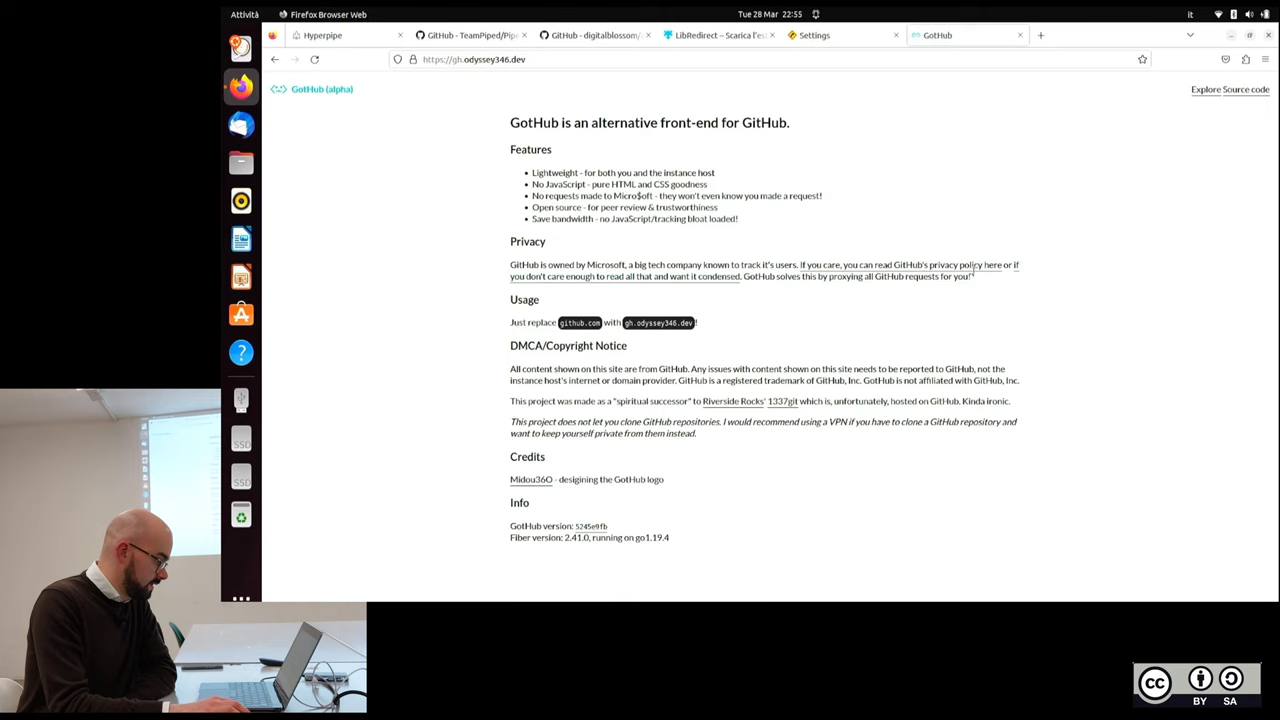 Attività
Firefox Browser Web
Tue 28 Mar 22:55
it
Hyperpipe
GitHub - TeamPiped/Pipe
GitHub - digitalblossom/
LibRedirect – Scarica l'est
Settings
GotHub
https://gh.odyssey346.dev
GotHub (alpha)
Explore Source code
GotHub is an alternative front-end for GitHub.
Features
Lightweight - for both you and the instance host
No JavaScript - pure HTML and CSS goodness
No requests made to Micro$oft - they won't even know you made a request!
Open source - for peer review & trustworthiness
Save bandwidth - no JavaScript/tracking bloat loaded!
Privacy
GitHub is owned by Microsoft, a big tech company known to track it's users. If you care, you can read GitHub's privacy policy here or if
you don't care enough to read all that and want it condensed. GotHub solves this by proxying all GitHub requests for you!
Usage
Just replace github.com with gh.odyssey346.dev!
DMCA/Copyright Notice
All content shown on this site are from GitHub. Any issues with content shown on this site needs to be reported to GitHub, not the
instance host's internet or domain provider. GitHub is a registered trademark of GitHub, Inc. GotHub is not affiliated with GitHub, Inc.
This project was made as a "spiritual successor" to Riverside Rocks' 1337git which is, unfortunately, hosted on GitHub. Kinda ironic.
This project does not let you clone GitHub repositories. I would recommend using a VPN if you have to clone a GitHub repository and
want to keep yourself private from them instead.
Credits
Midou36O - desigining the GotHub logo
Info
GotHub version: 5245e9fb
Fiber version: 2.41.0, running on go1.19.4
SSD
SSD
CC
BY SA